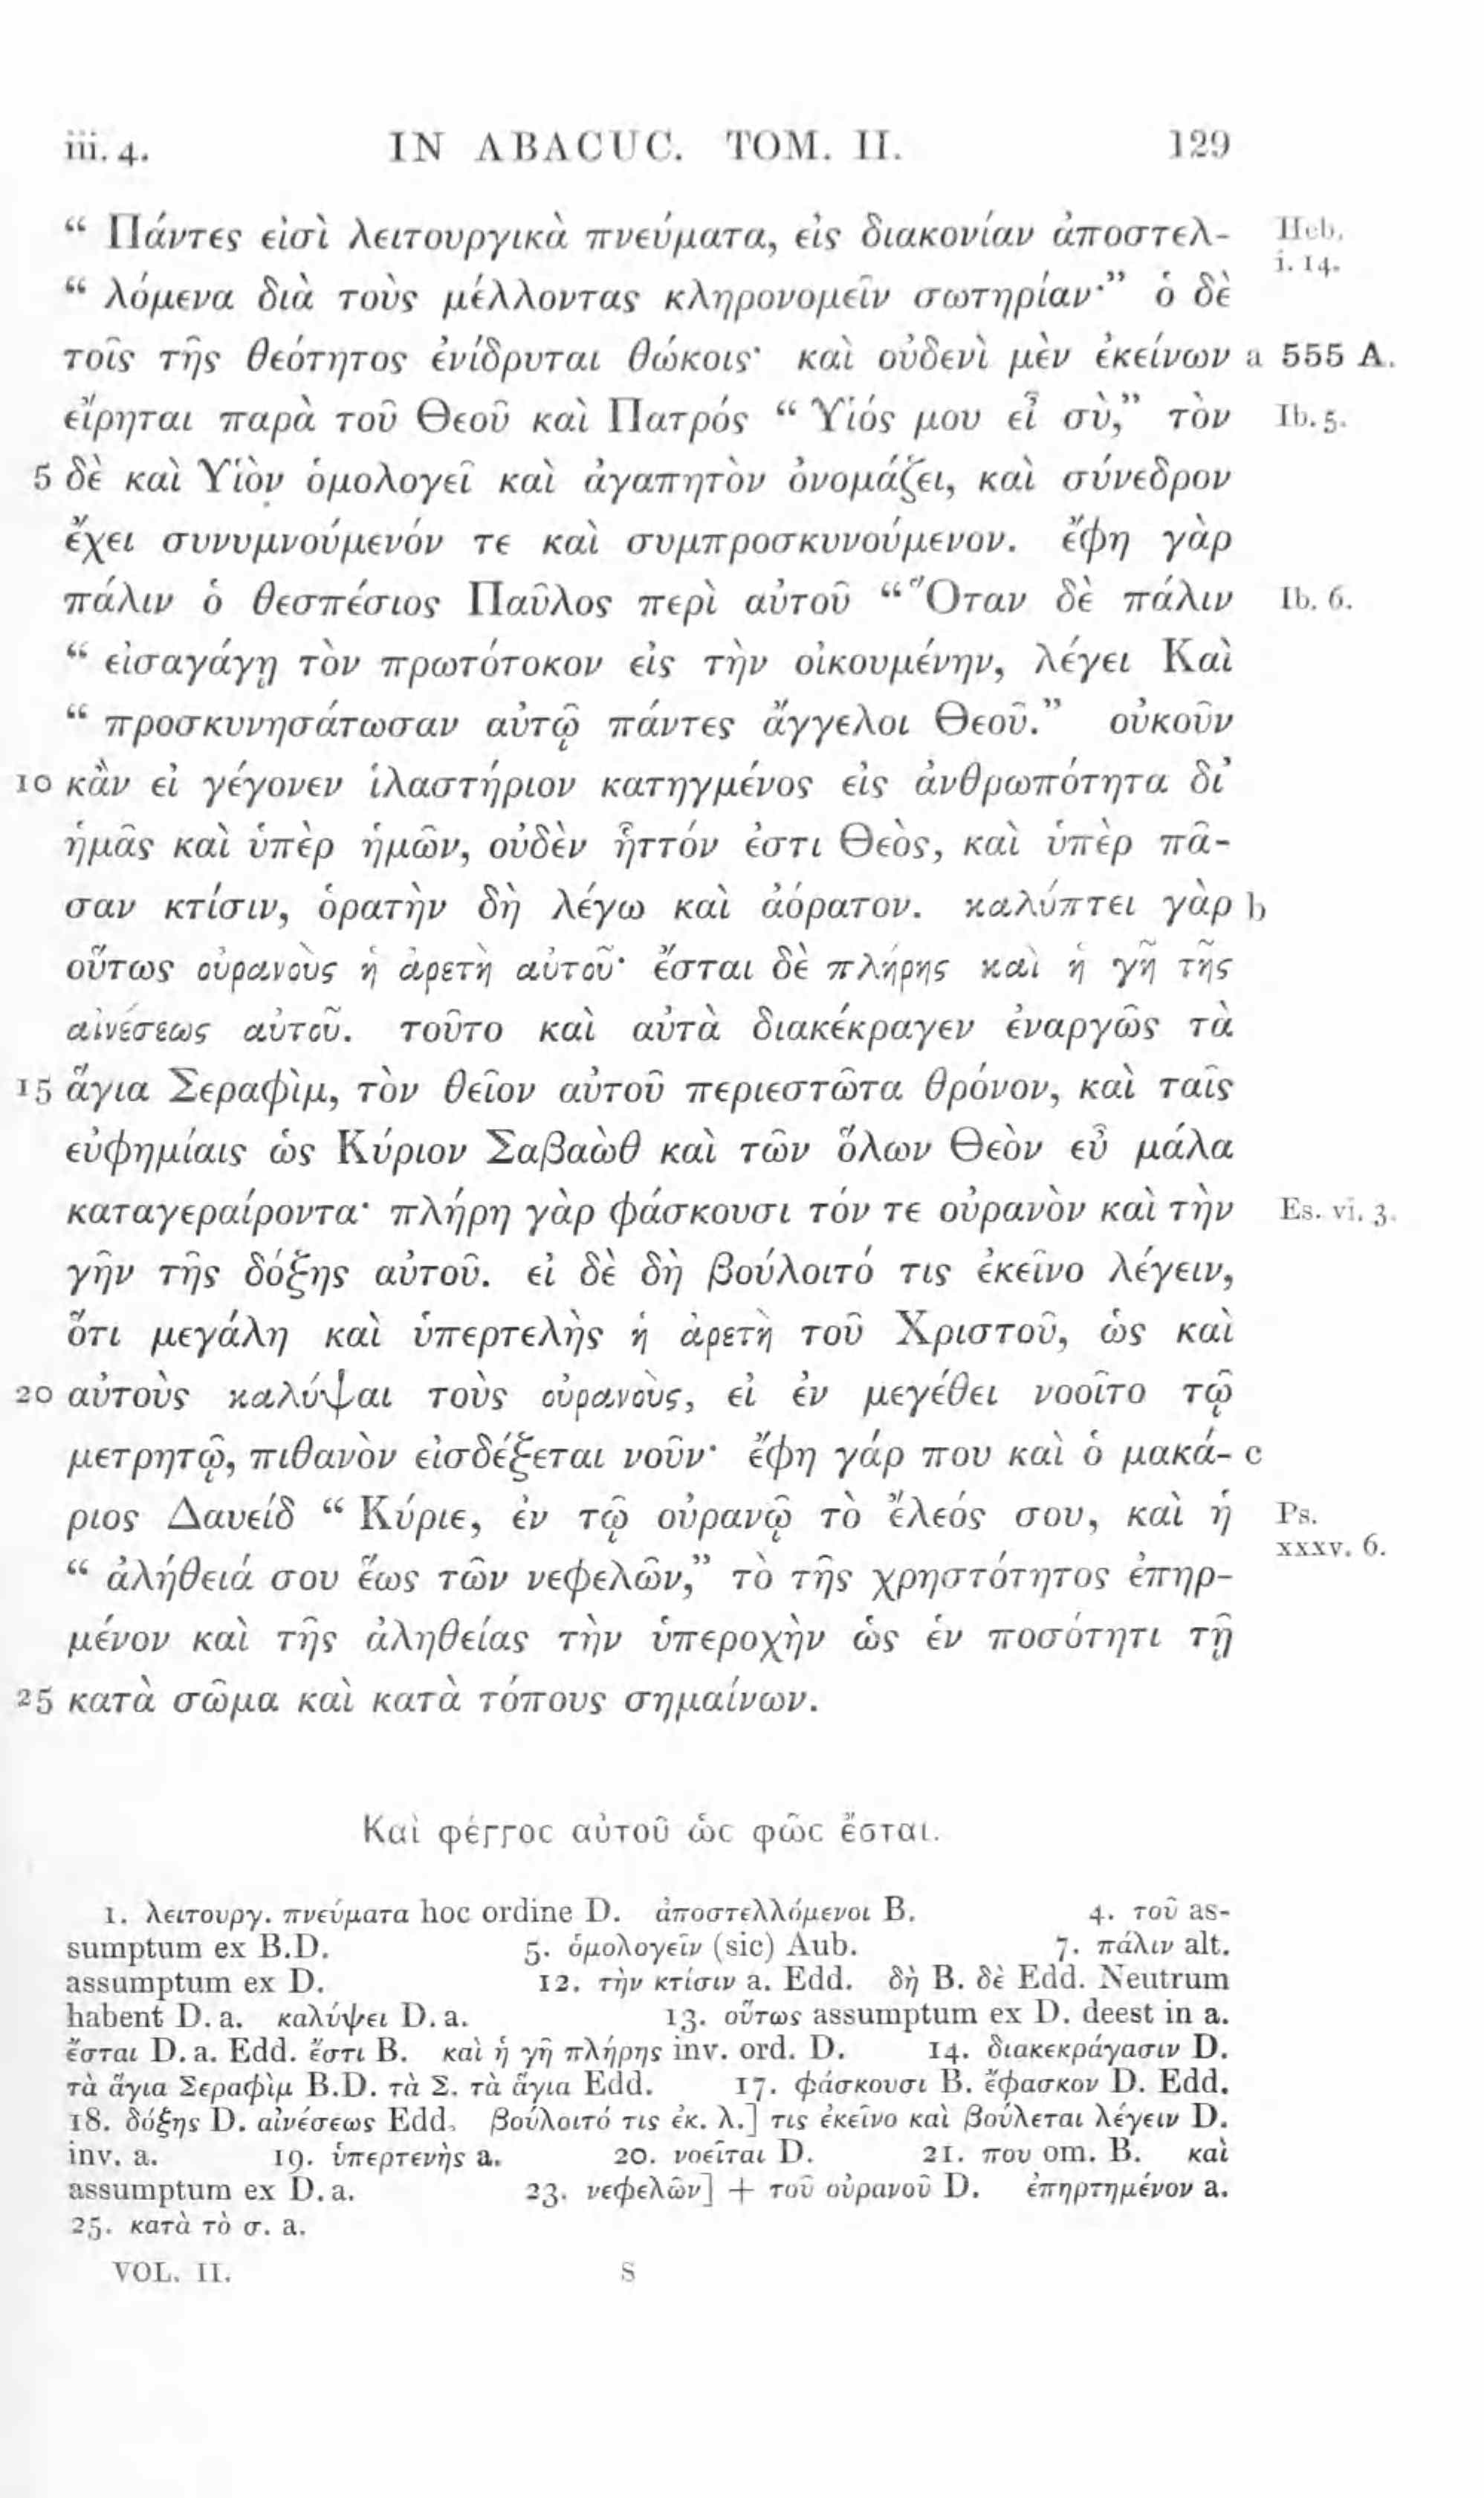 iii. 4. IN ABACUC. TOM. II. 129
“ Πάντες εἰσὶ λειτουργικὰ πνεύματα, εἰς διακονίαν ἀποστελ- Heb. i. 14.
“ λόμενα διὰ τοὺς μέλλοντας κληρονομεῖν σωτηρίαν·” ὁ δὲ
τοῖς τῆς θεότητος ἐνίδρυται θώκοις· καὶ οὐδενὶ μὲν ἐκείνων a 555 A.
εἴρηται παρὰ τοῦ Θεοῦ καὶ Πατρός “ Υἱός μου εἶ σὺ,” τὸν Ib. 5.
5 δὲ καὶ Υἱὸν ὁμολογεῖ καὶ ἀγαπητὸν ὀνομάζει, καὶ σύνεδρον
ἔχει συνυμνούμενόν τε καὶ συμπροσκυνούμενον. ἔφη γὰρ
πάλιν ὁ θεσπέσιος Παῦλος περὶ αὐτοῦ “ Ὅταν δὲ πάλιν Ib. 6.
“ εἰσαγάγῃ τὸν πρωτότοκον εἰς τὴν οἰκουμένην, λέγει Καὶ
“ προσκυνησάτωσαν αὐτῷ πάντες ἄγγελοι Θεοῦ.” οὐκοῦν
10 κἂν εἰ γέγονεν ἱλαστήριον κατηγμένος εἰς ἀνθρωπότητα δι’
ἡμᾶς καὶ ὑπὲρ ἡμῶν, οὐδὲν ἧττόν ἐστι Θεὸς, καὶ ὑπὲρ πᾶ-
σαν κτίσιν, ὁρατὴν δὴ λέγω καὶ ἀόρατον. καλύπτει γὰρ b
οὕτως οὐρανοὺς ἡ ἀρετὴ αὐτοῦ· ἔσται δὲ πλήρης καὶ ἡ γῆ τῆς
αἰνέσεως αὐτοῦ. τοῦτο καὶ αὐτὰ διακέκραγεν ἐναργῶς τὰ
15 ἅγια Σεραφὶμ, τὸν θεῖον αὐτοῦ περιεστῶτα θρόνον, καὶ ταῖς
εὐφημίαις ὡς Κύριον Σαβαὼθ καὶ τῶν ὅλων Θεὸν εὖ μάλα
καταγεραίροντα· πλήρη γὰρ φάσκουσι τόν τε οὐρανὸν καὶ τὴν Es. vi. 3.
γῆν τῆς δόξης αὐτοῦ. εἰ δὲ δὴ βούλοιτό τις ἐκεῖνο λέγειν,
ὅτι μεγάλη καὶ ὑπερτελὴς ἡ ἀρετὴ τοῦ Χριστοῦ, ὡς καὶ
20 αὐτοὺς καλύψαι τοὺς οὐρανοὺς, εἰ ἐν μεγέθει νοοῖτο τῷ
μετρητῷ, πιθανὸν εἰσδέξεται νοῦν· ἔφη γάρ που καὶ ὁ μακά- c
ριος Δαυείδ “ Κύριε, ἐν τῷ οὐρανῷ τὸ ἔλεός σου, καὶ ἡ Ps. xxxv. 6.
“ ἀλήθειά σου ἕως τῶν νεφελῶν,” τὸ τῆς χρηστότητος ἐπηρ-
μένον καὶ τῆς ἀληθείας τὴν ὑπεροχὴν ὡς ἐν ποσότητι τῇ
25 κατὰ σῶμα καὶ κατὰ τόπους σημαίνων.
Καὶ φέγγος αὐτοῦ ὡς φῶς ἔσται.
1. λειτουργ. πνεύματα hoc ordine D. ἀποστελλόμενοι B. 4. τοῦ as-
sumptum ex B.D. 5. ὁμολογεῖν (sic) Aub. 7. πάλιν alt.
assumptum ex D. 12. τὴν κτίσιν a. Edd. δὴ B. δὲ Edd. Neutrum
habent D. a. καλύψει D. a. 13. οὕτως assumptum ex D. deest in a.
ἔσται D. a. Edd. ἔστι B. καὶ ἡ γῆ πλήρης inv. ord. D. 14. διακεκράγασιν D.
τὰ ἅγια Σεραφὶμ B.D. τὰ Σ. τὰ ἅγια Edd. 17. φάσκουσι B. ἔφασκον D. Edd.
18. δόξης D. αἰνέσεως Edd. βούλοιτό τις ἐκ. λ.] τις ἐκεῖνο καὶ βούλεται λέγειν D.
inv. a. 19. ὑπερτενὴς a. 20. νοεῖται D. 21. που om. B. καὶ
assumptum ex D. a. 23. νεφελῶν] + τοῦ οὐρανοῦ D. ἐπηρτημένον a.
25. κατὰ τὸ σ. a.
VOL. II. S